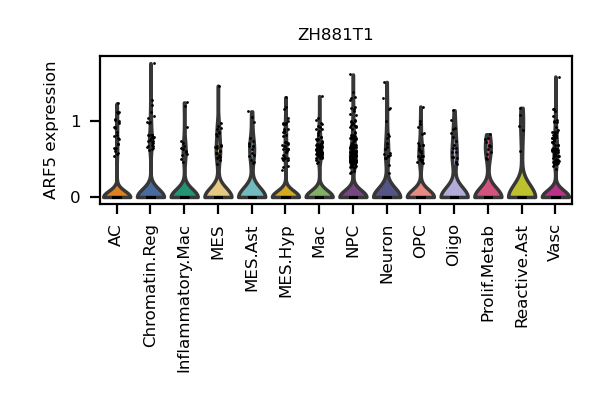 ZH881T1
ARF5 expression
1
0
AC
Chromatin.Reg
Inflammatory.Mac
MES
MES.Ast
MES.Hyp
Mac
NPC
Neuron
OPC
Oligo
Prolif.Metab
Reactive.Ast
Vasc